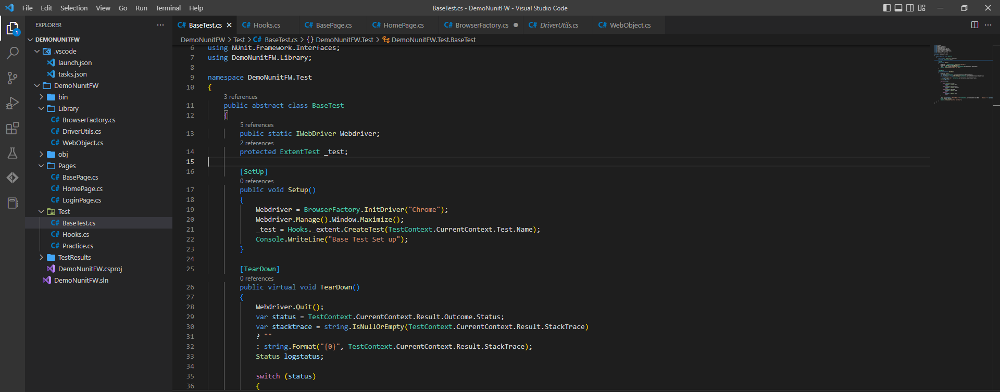 File Edit Selection View Go Run Terminal Help
BaseTest.cs - DemoNunitFW - Visual Studio Code
EXPLORER
1
DEMONUNITFW
.vscode
launch.json
tasks.json
DemoNunitFW
bin
Library
C# BrowserFactory.cs
C# DriverUtils.cs
C# WebObject.cs
obj
Pages
C# BasePage.cs
C# HomePage.cs
C# LoginPage.cs
Test
C# BaseTest.cs
C# Hooks.cs
C# Practice.cs
TestResults
DemoNunitFW.csproj
DemoNunitFW.sln
C# BaseTest.cs C# Hooks.cs C# BasePage.cs C# HomePage.cs C# BrowserFactory.cs C# DriverUtils.cs C# WebObject.cs
DemoNunitFW > Test > C# BaseTest.cs > {} DemoNunitFW.Test > DemoNunitFW.Test.BaseTest
6 using NUnit.Framework.Interfaces;
7 using DemoNunitFW.Library;
8
9 namespace DemoNunitFW.Test
10 {
3 references
11 public abstract class BaseTest
12 {
5 references
13 public static IWebDriver Webdriver;
2 references
14 protected ExtentTest _test;
15
16 [SetUp]
0 references
17 public void Setup()
18 {
19 Webdriver = BrowserFactory.InitDriver("Chrome");
20 Webdriver.Manage().Window.Maximize();
21 _test = Hooks._extent.CreateTest(TestContext.CurrentContext.Test.Name);
22 Console.WriteLine("Base Test Set up");
23 }
24
25 [TearDown]
0 references
26 public virtual void TearDown()
27 {
28 Webdriver.Quit();
29 var status = TestContext.CurrentContext.Result.Outcome.Status;
30 var stacktrace = string.IsNullOrEmpty(TestContext.CurrentContext.Result.StackTrace)
31 ? ""
32 : string.Format("{0}", TestContext.CurrentContext.Result.StackTrace);
33 Status logstatus;
34
35 switch (status)
36 {